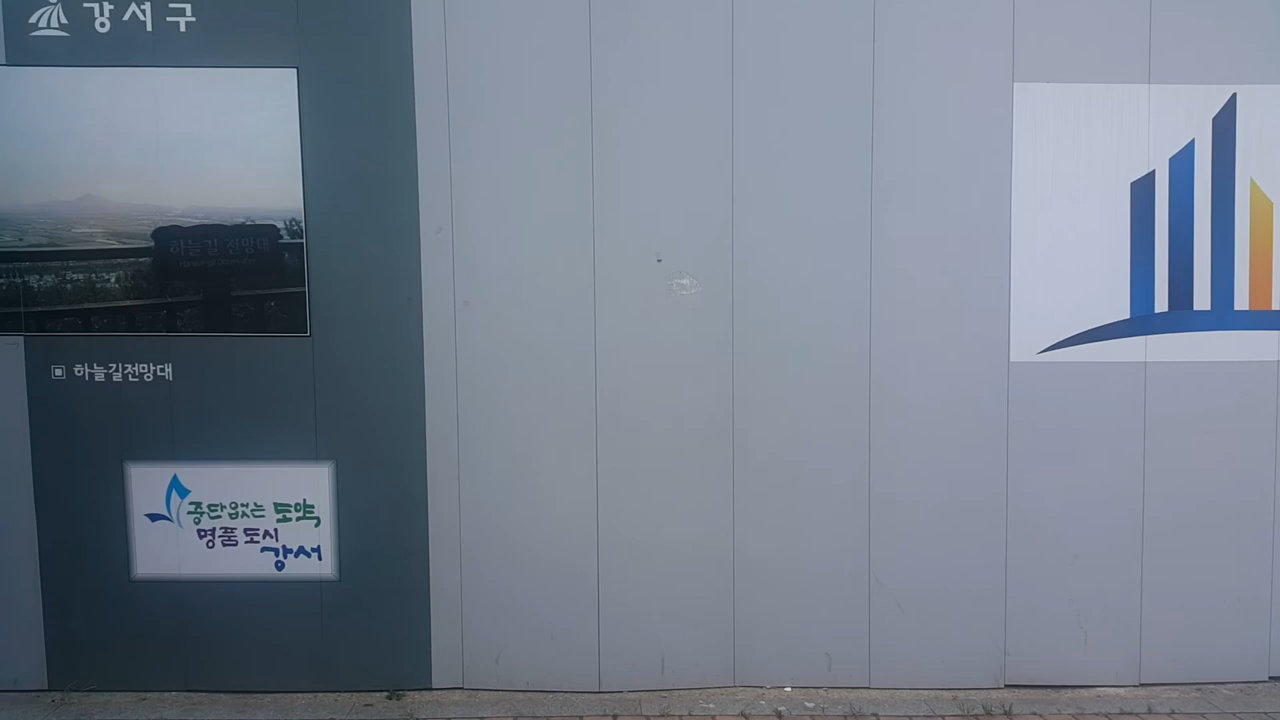 강서구
하늘길 전망대
하늘길전망대
중단없는 도약
명품도시
강서